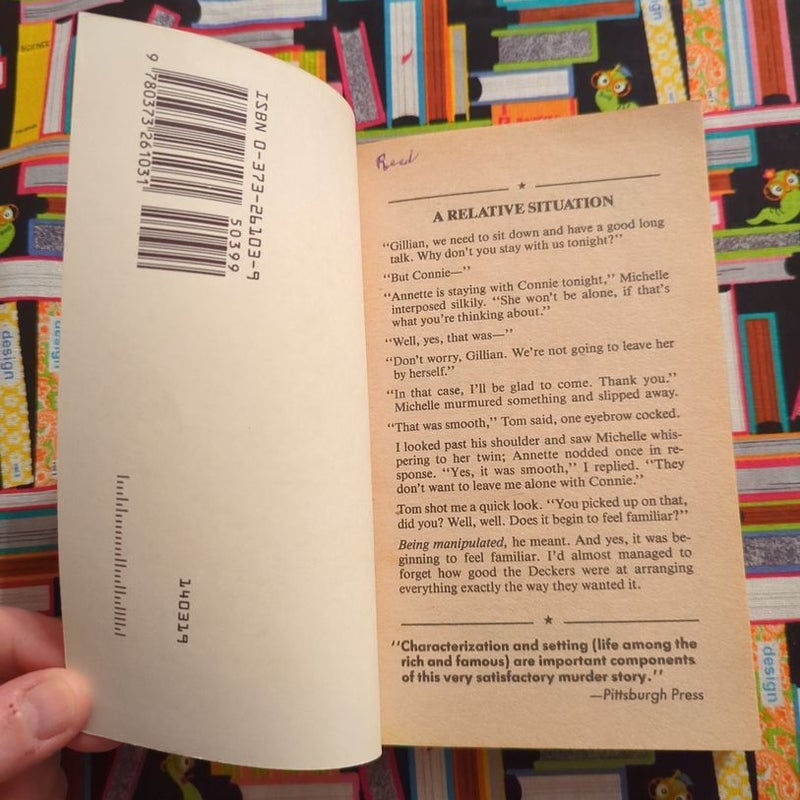 ISBN 0-373-26103-9
50399
9 780373 261031
140319
Read
A RELATIVE SITUATION
“Gillian, we need to sit down and have a good long
talk. Why don’t you stay with us tonight?”
“But Connie—”
“Annette is staying with Connie tonight,” Michelle
interposed silkily. “She won’t be alone, if that’s
what you’re thinking about.”
“Well, yes, that was—”
“Don’t worry, Gillian. We’re not going to leave her
by herself.”
“In that case, I’ll be glad to come. Thank you.”
Michelle murmured something and slipped away.
“That was smooth,” Tom said, one eyebrow cocked.
I looked past his shoulder and saw Michelle whis-
pering to her twin; Annette nodded once in re-
sponse. “Yes, it was smooth,” I replied. “They
don’t want to leave me alone with Connie.”
Tom shot me a quick look. “You picked up on that,
did you? Well, well. Does it begin to feel familiar?”
Being manipulated, he meant. And yes, it was be-
ginning to feel familiar. I’d almost managed to
forget how good the Deckers were at arranging
everything exactly the way they wanted it.
“Characterization and setting (life among the
rich and famous) are important components
of this very satisfactory murder story.”
—Pittsburgh Press
SCIENCE
design
design
design